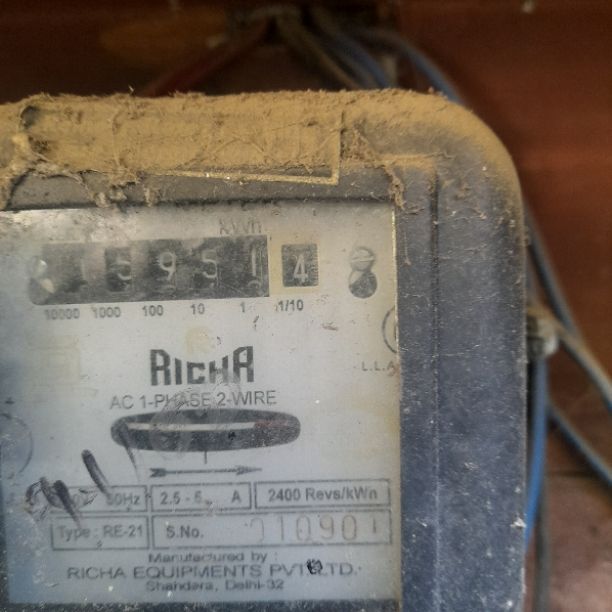 kWh
1 5 9 5 1 4
10000 1000 100 10 1 1/10
RICHA
AC 1-PHASE 2-WIRE
50Hz 2.5 - 5 A 2400 Revs/kWh
Type : RE-21 S.No. 010901
Manufactured by :
RICHA EQUIPMENTS PVT. LTD.
Shahdara, Delhi-32